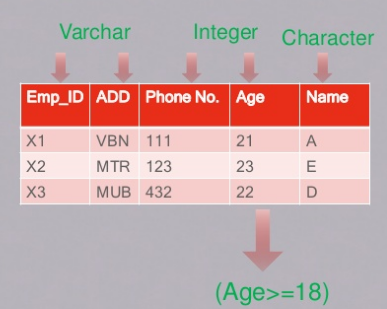 Varchar Integer Character
Emp_ID ADD Phone No. Age Name
X1 VBN 111 21 A
X2 MTR 123 23 E
X3 MUB 432 22 D
(Age>=18)